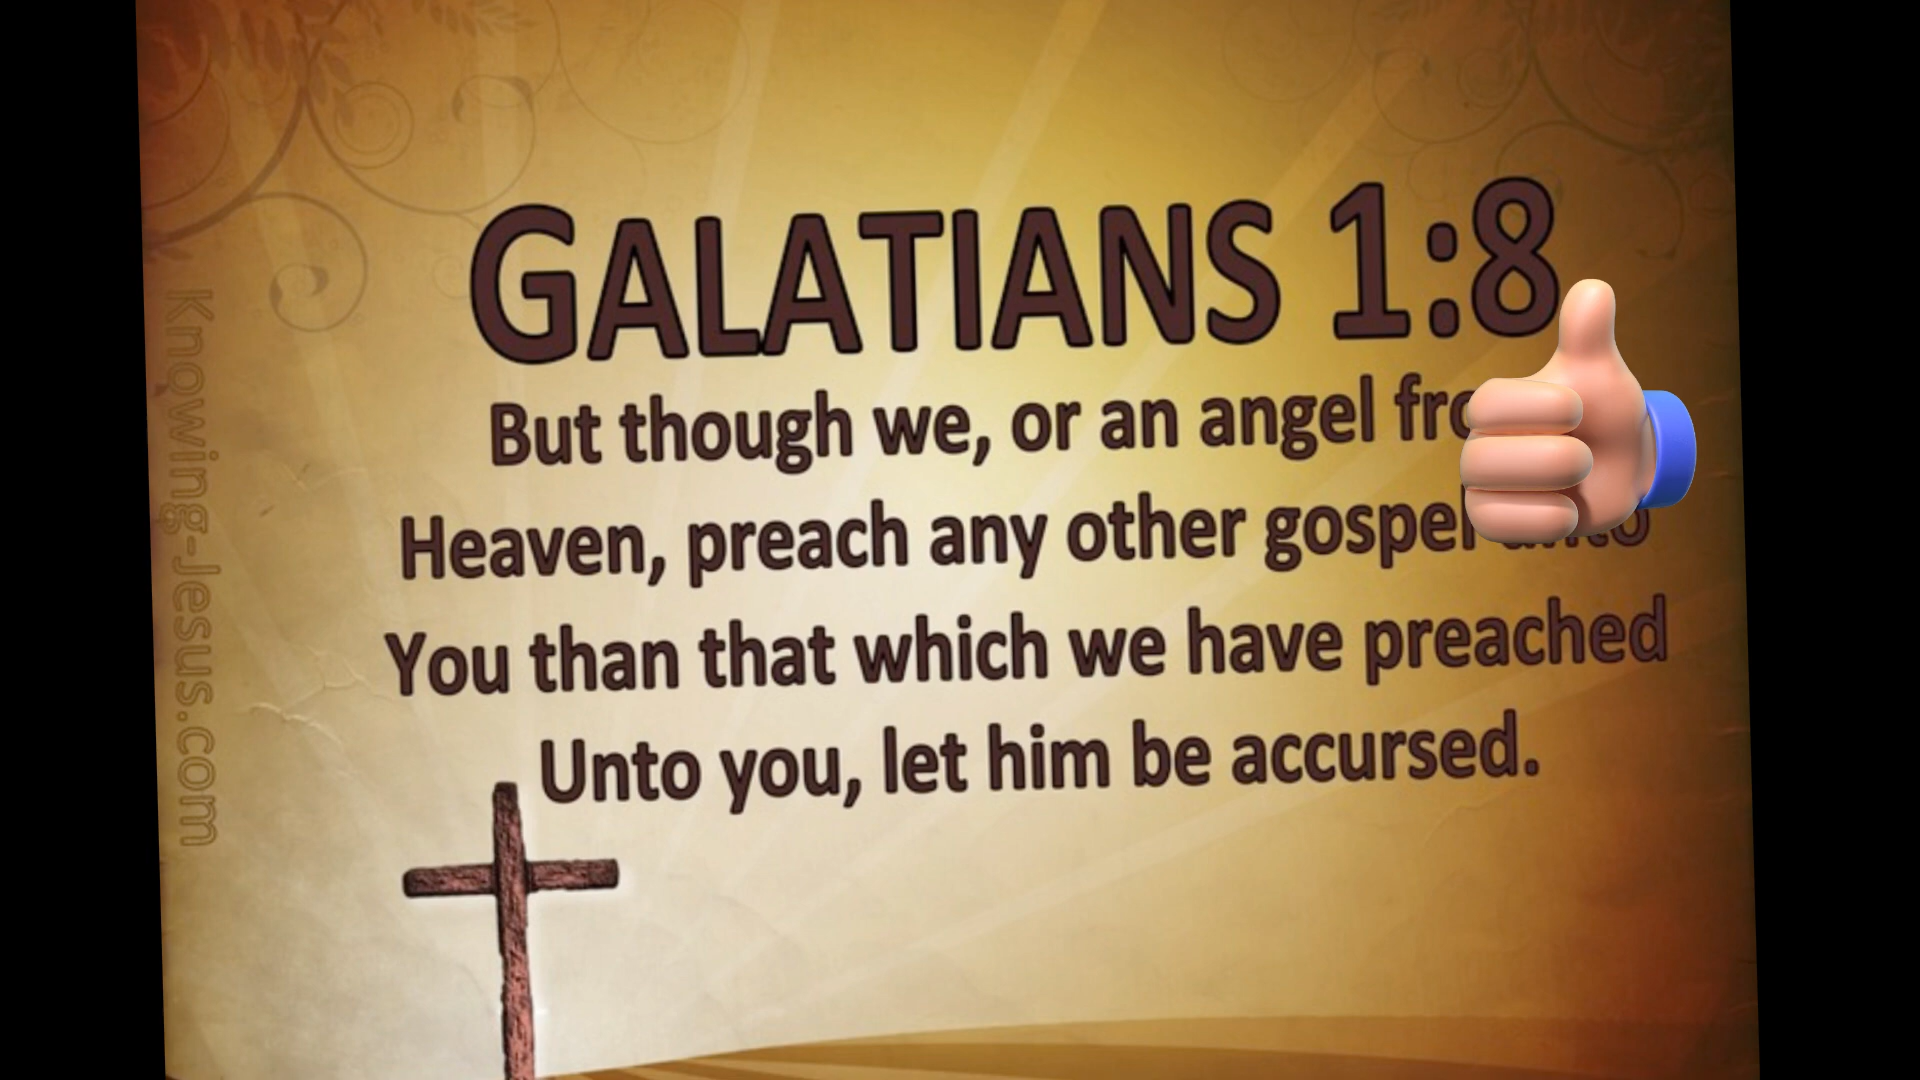 GALATIANS 1:8
But though we, or an angel
Heaven, preach any other gospel
You than that which we have preached
Unto you, let him be accursed.
Knowing-Jesus.com